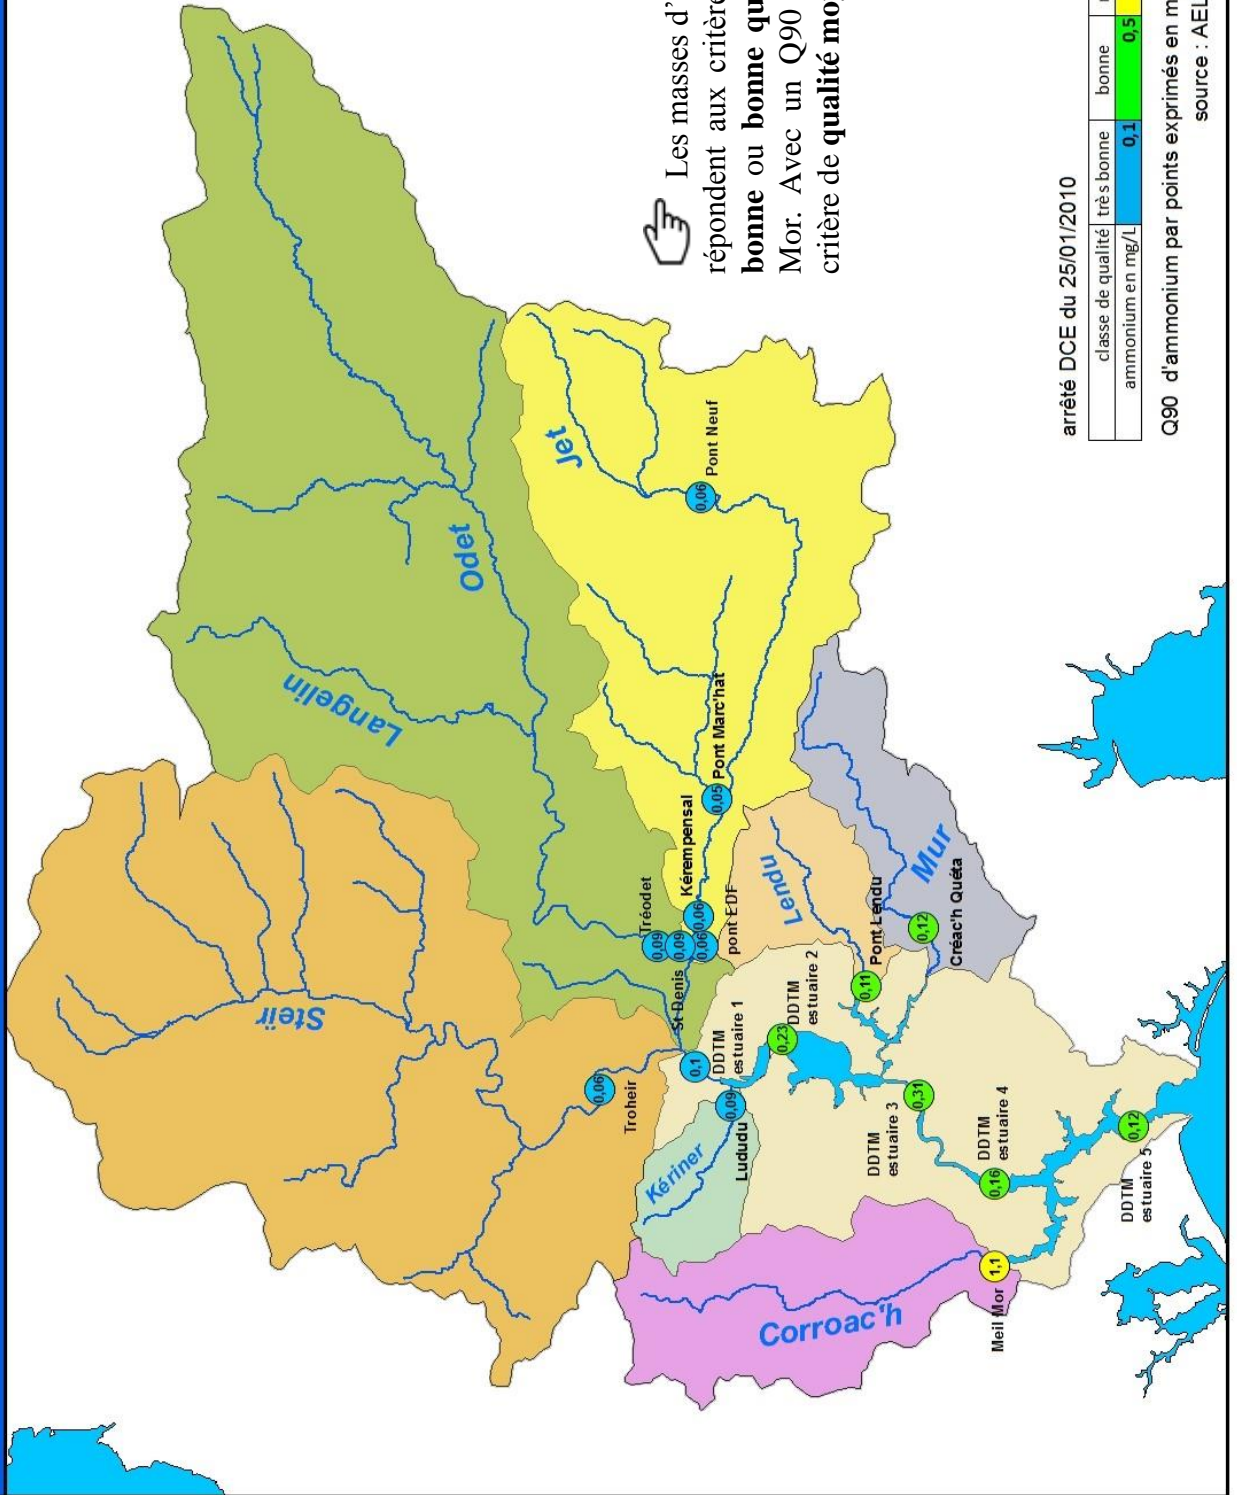 Steïr
Langelin
Odet
Jet
Troheir
0,06
Tréodet
0,09
0,09
St Denis
Kérempensal
0,06
0,06
pont EDF
0,05
Pont Marc'hat
0,06
Pont Neuf
0,1
DDTM
estuaire 1
Kériner
0,09
Lududu
0,23
DDTM
estuaire 2
Lendu
Pont Lendu
0,11
Mur
0,12
Créac'h Quéta
DDTM
estuaire 3
0,31
DDTM
estuaire 4
0,16
Corroac'h
Meil Mor
1,1
DDTM
estuaire 5
0,12
Les masses d'
répondent aux critère
bonne ou bonne qu
Mor. Avec un Q90
critère de qualité mo
arrêté DCE du 25/01/2010
classe de qualité très bonne bonne
ammonium en mg/L 0,1 0,5
Q90 d'ammonium par points exprimés en m
source : AEL